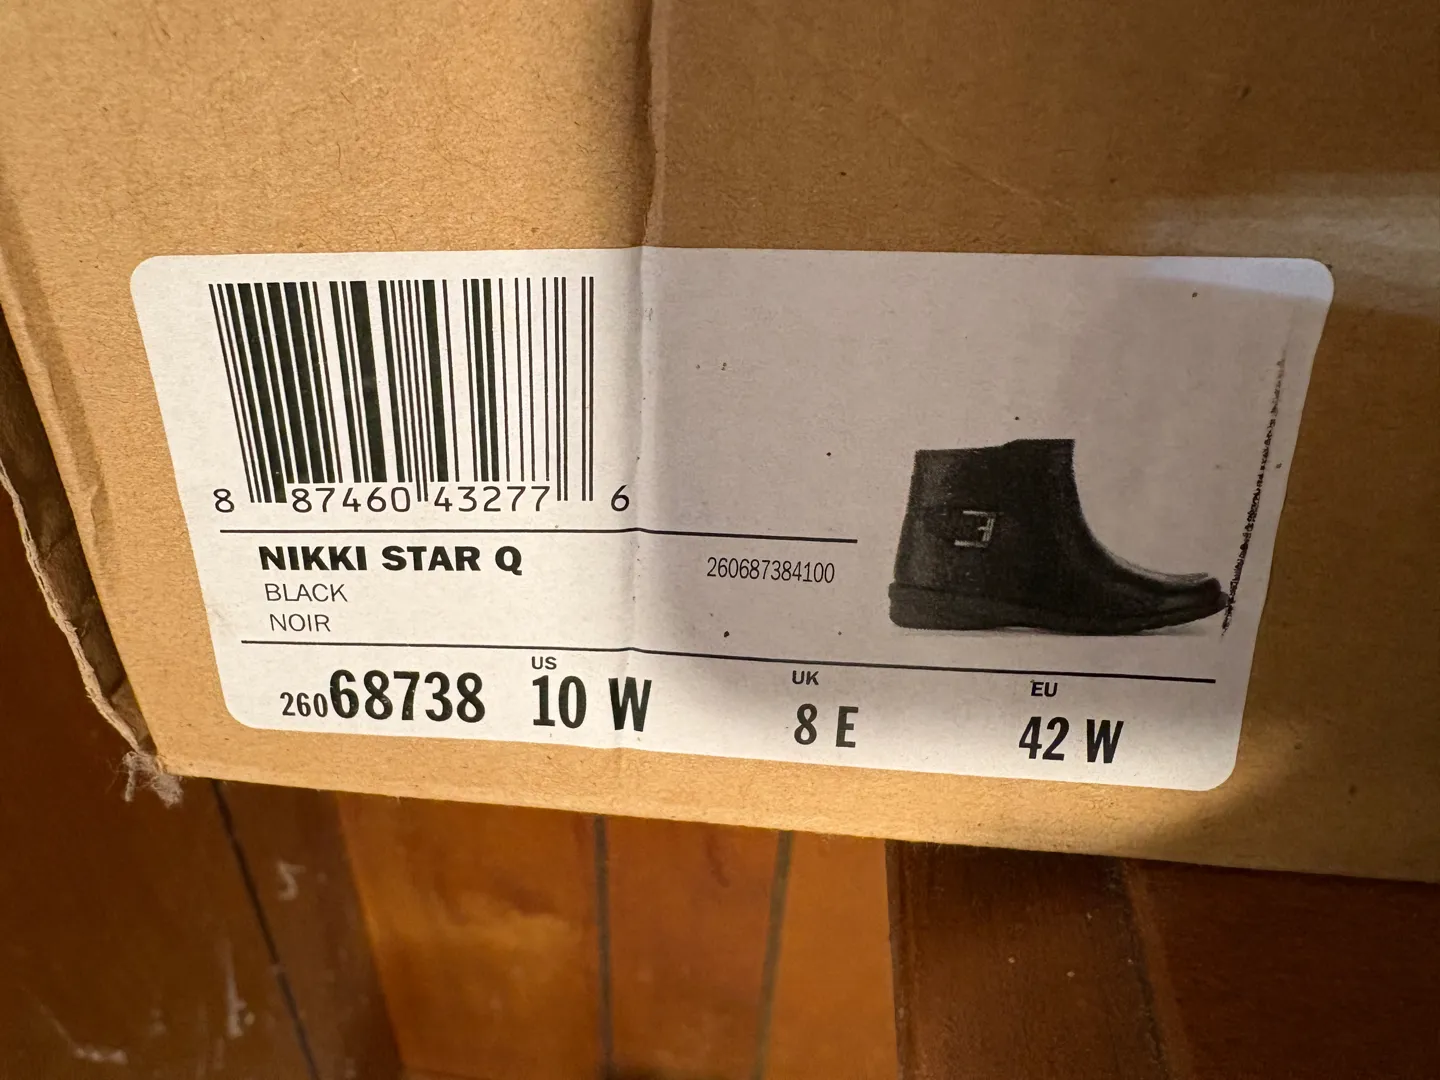 8 87460 43277 6
NIKKI STAR Q
BLACK
NOIR
260687384100
26068738
US
10 W
UK
8 E
EU
42 W